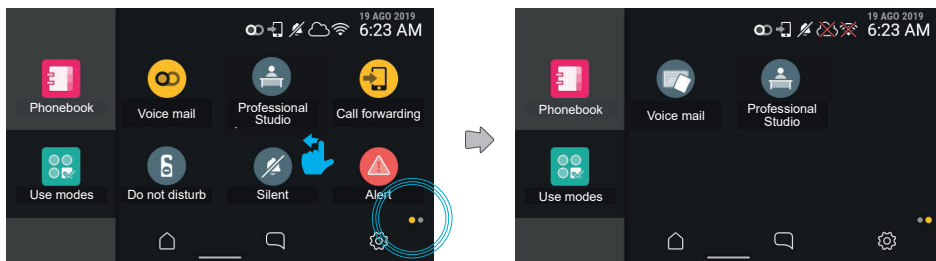 19 AGO 2019
6:23 AM
Phonebook
Voice mail
Professional
Studio
Call forwarding
Use modes
Do not disturb
Silent
Alert
19 AGO 2019
6:23 AM
Phonebook
Voice mail
Professional
Studio
Use modes